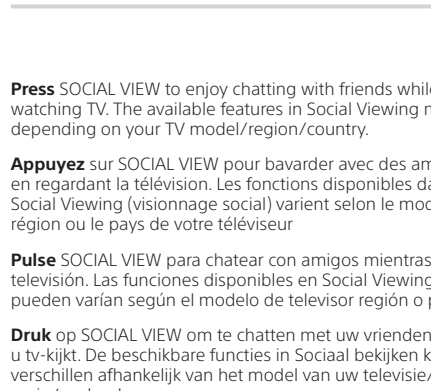 Press SOCIAL VIEW to enjoy chatting with friends while
watching TV. The available features in Social Viewing
depending on your TV model/region/country.
Appuyez sur SOCIAL VIEW pour bavarder avec des
en regardant la télévision. Les fonctions disponibles
Social Viewing (visionnage social) varient selon le
région ou le pays de votre téléviseur
Pulse SOCIAL VIEW para chatear con amigos mientras
televisión. Las funciones disponibles en Social Viewing
pueden varían según el modelo de televisor región o
Druk op SOCIAL VIEW om te chatten met uw vrienden
u tv-kijkt. De beschikbare functies in Sociaal bekijken
verschillen afhankelijk van het model van uw televisie/